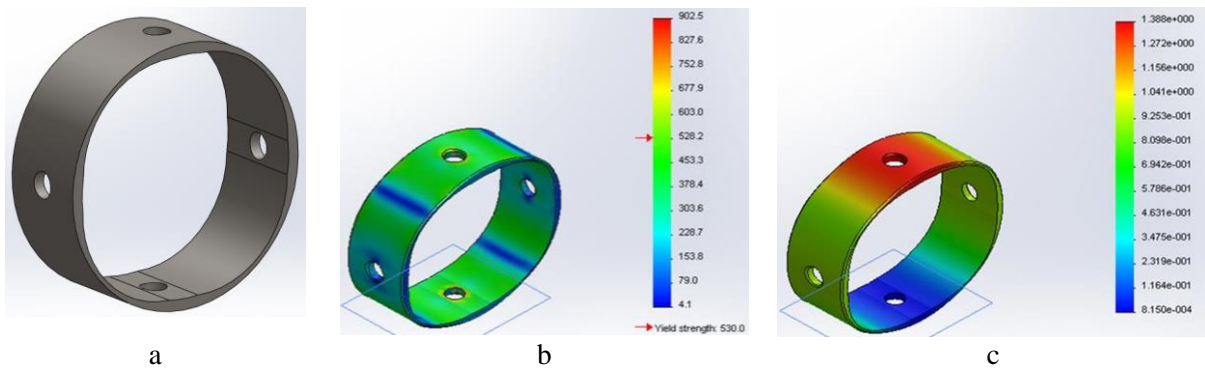 902.5
827.6
752.7
677.9
603.0
528.2
453.3
378.4
303.6
228.7
153.8
79.0
4.1
Yield strength: 530.0
1.388e+000
1.272e+000
1.156e+000
1.041e+000
9.253e-001
8.098e-001
6.942e-001
5.786e-001
4.631e-001
3.475e-001
2.319e-001
1.164e-001
8.150e-004
a
b
c